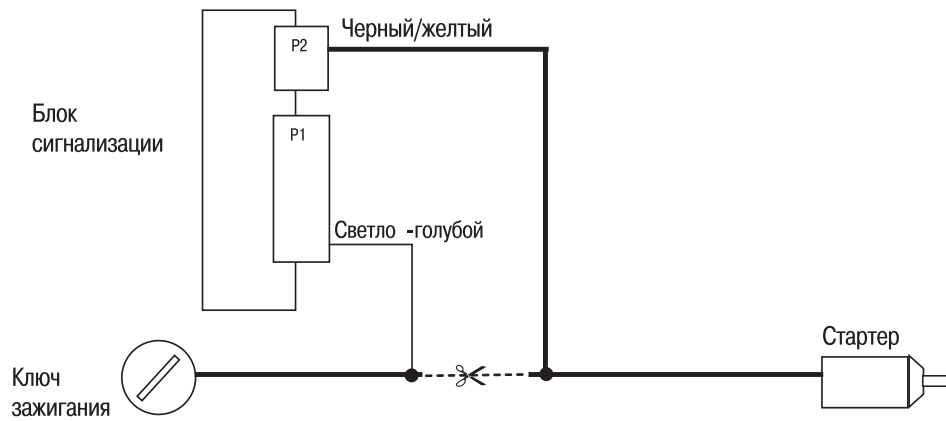 Черный/желтый
P2
Блок
сигнализации
P1
Светло -голубой
Стартер
Ключ
зажигания